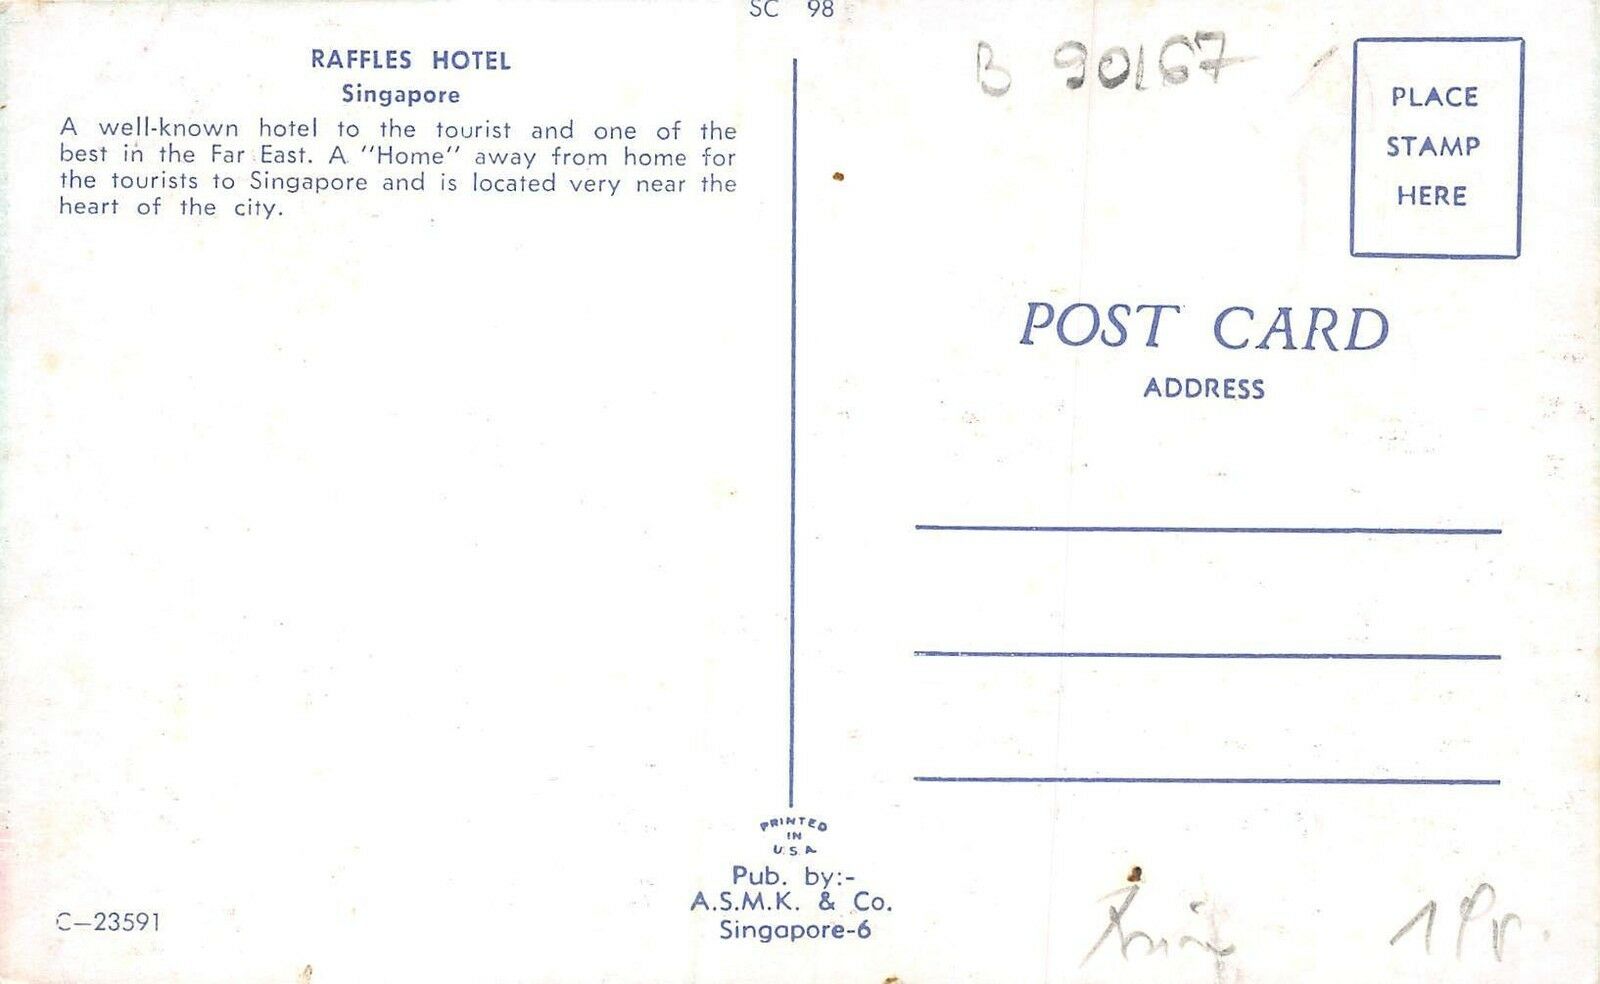 SC 98
RAFFLES HOTEL
Singapore
A well-known hotel to the tourist and one of the
best in the Far East. A "Home" away from home for
the tourists to Singapore and is located very near the
heart of the city.
B 90167
PLACE
STAMP
HERE
POST CARD
ADDRESS
PRINTED
IN
U.S.A
Pub. by:-
A.S.M.K. & Co.
Singapore-6
C-23591